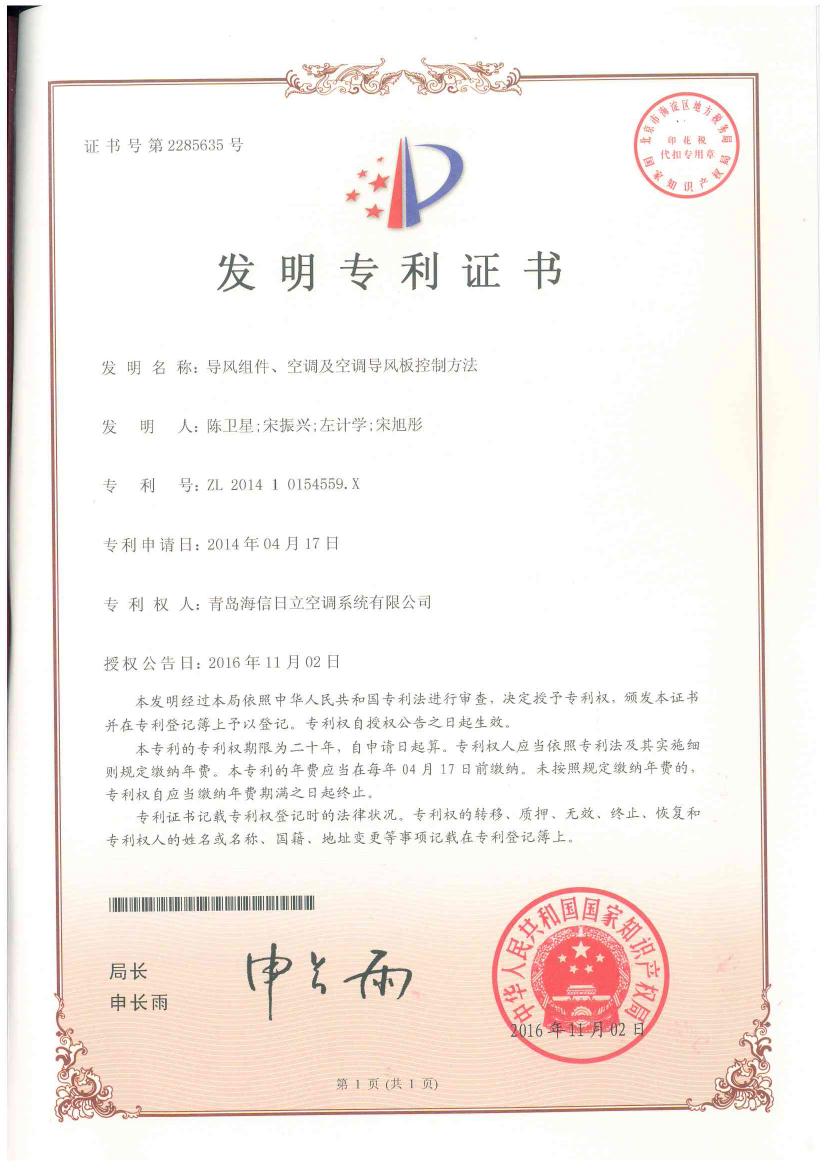 证书号第2285635号
北京市海淀区地方税务局
印花税
代扣专用章
国家知识产权局
发明专利证书
发明名称：导风组件、空调及空调导风板控制方法
发明人：陈卫星;宋振兴;左计学;宋旭彤
专利号：ZL 2014 1 0154559.X
专利申请日：2014年04月17日
专利权人：青岛海信日立空调系统有限公司
授权公告日：2016年11月02日
本发明经过本局依照中华人民共和国专利法进行审查，决定授予专利权，颁发本证书
并在专利登记簿上予以登记。专利权自授权公告之日起生效。
本专利的专利权期限为二十年，自申请日起算。专利权人应当依照专利法及其实施细
则规定缴纳年费。本专利的年费应当在每年04月17日前缴纳。未按照规定缴纳年费的，
专利权自应当缴纳年费期满之日起终止。
专利证书记载专利权登记时的法律状况。专利权的转移、质押、无效、终止、恢复和
专利权人的姓名或名称、国籍、地址变更等事项记载在专利登记簿上。
局长
申长雨
申长雨
中华人民共和国国家知识产权局
2016年11月02日
第1页(共1页)